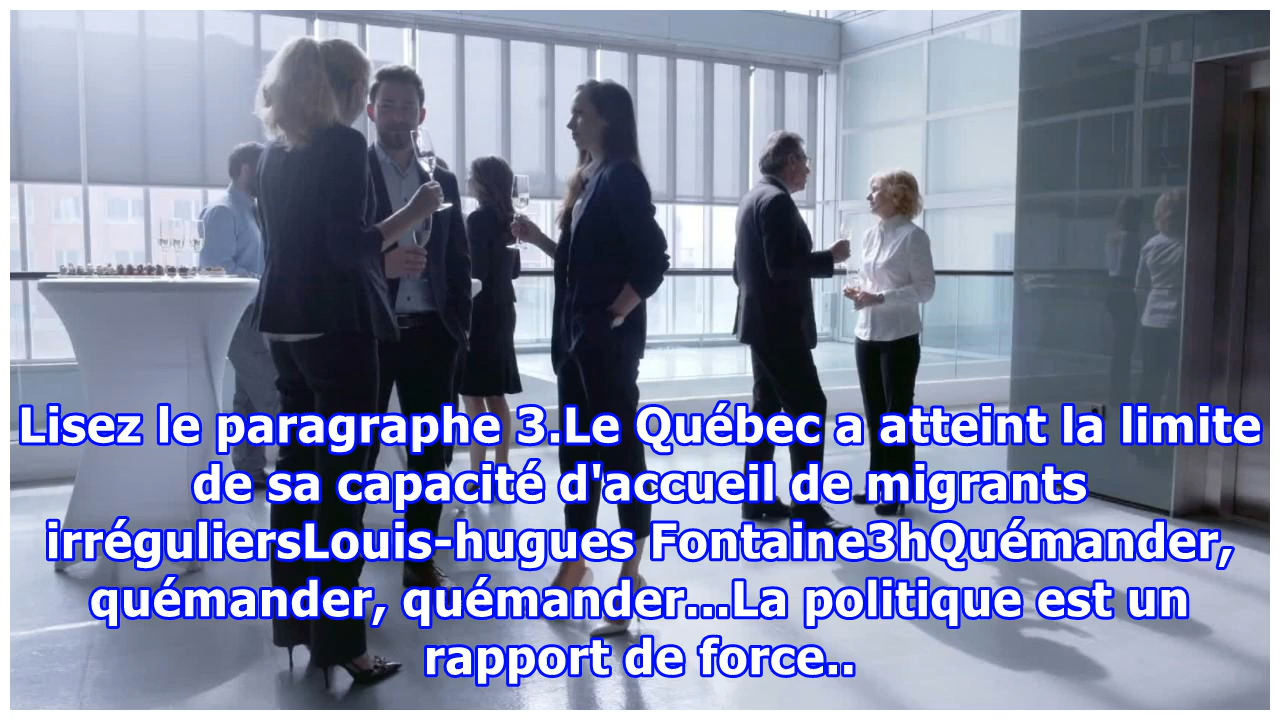 Lisez le paragraphe 3.Le Québec a atteint la limite
de sa capacité d'accueil de migrants
irréguliersLouis-hugues Fontaine3hQuémander,
quémander, quémander...La politique est un
rapport de force..